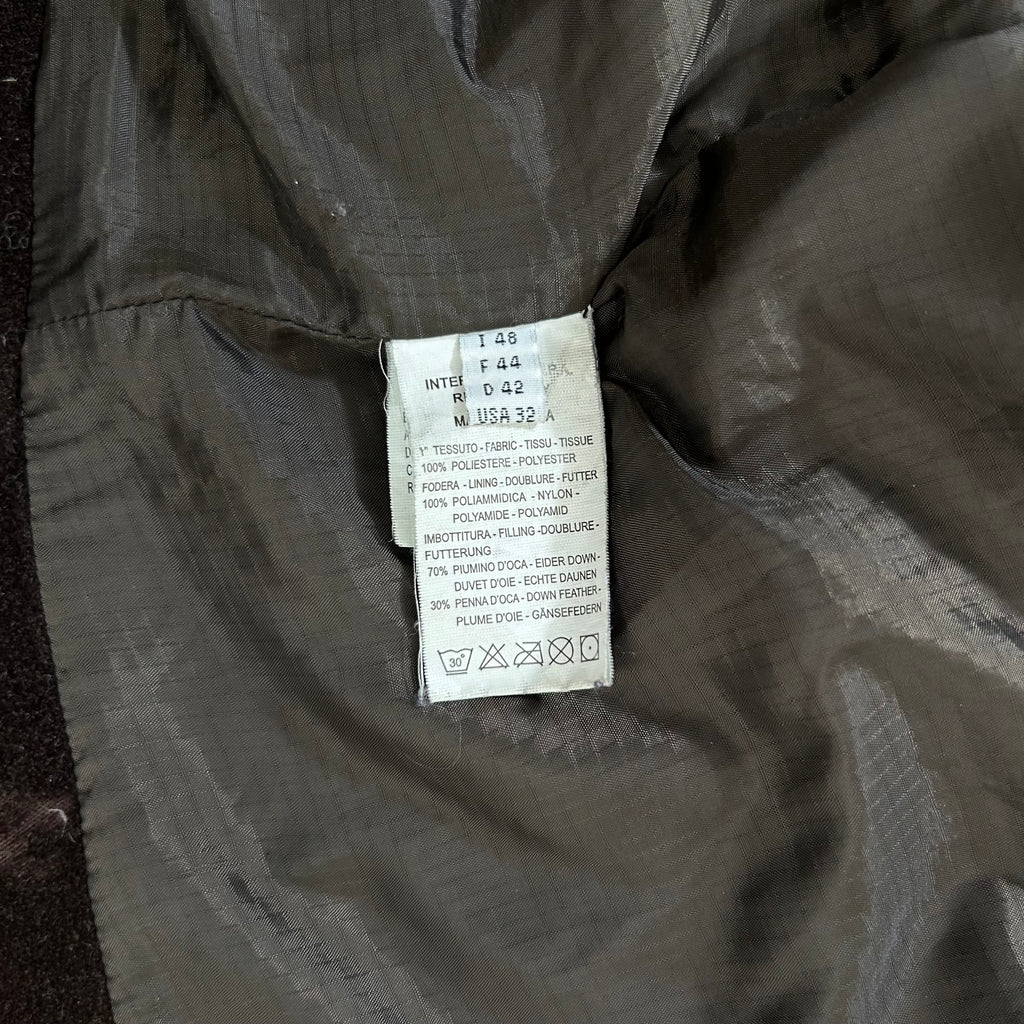 I 48
F 44
D 42
USA 32
1° TESSUTO - FABRIC - TISSU - TISSUE
100% POLIESTERE - POLYESTER
FODERA - LINING - DOUBLURE - FUTTER
100% POLIAMMIDICA - NYLON -
POLYAMIDE - POLYAMID
IMBOTTITURA - FILLING -DOUBLURE -
FUTTERUNG
70% PIUMINO D'OCA - EIDER DOWN -
DUVET D'OIE - ECHTE DAUNEN
30% PENNA D'OCA - DOWN FEATHER -
PLUME D'OIE - GÄNSEFEDERN
30°